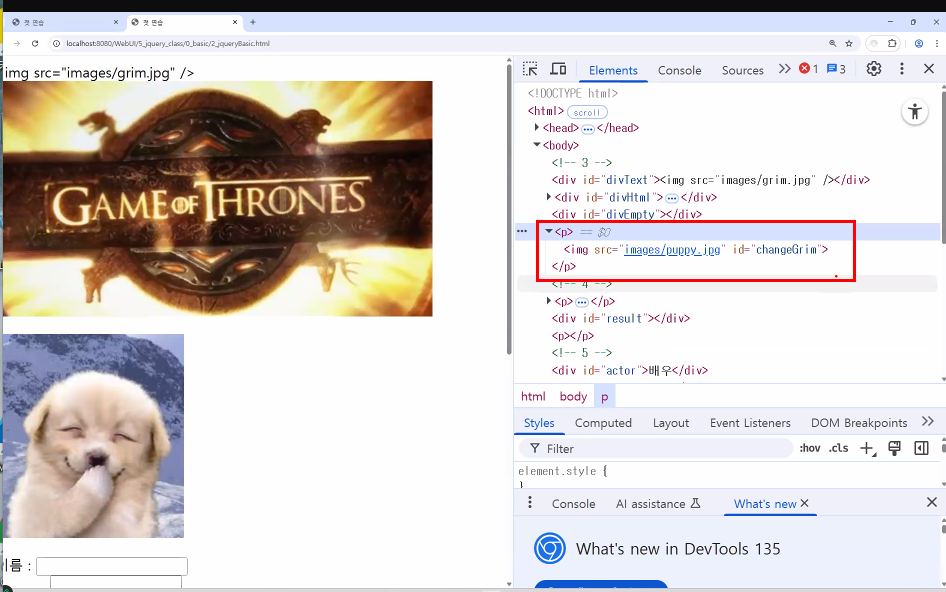 첫 연습
첫 연습
localhost:8080/WebUI/5_jquery_class/0_basic/2_jqueryBasic.html
img src="images/grim.jpg" />
GAME OF THRONES
이름 :
Elements Console Sources 1 3
<!DOCTYPE html>
<html> scroll
<head> … </head>
<body>
<!-- 3 -->
<div id="divText"><img src="images/grim.jpg" /></div>
<div id="divHtml"> … </div>
<div id="divEmpty"></div>
<p> == $0
<img src="images/puppy.jpg" id="changeGrim">
</p>
<!-- 4 -->
<p> … </p>
<div id="result"></div>
<p></p>
<!-- 5 -->
<div id="actor">배우</div>
html body p
Styles Computed Layout Event Listeners DOM Breakpoints
Filter :hov .cls
element.style {
}
Console AI assistance What's new
What's new in DevTools 135